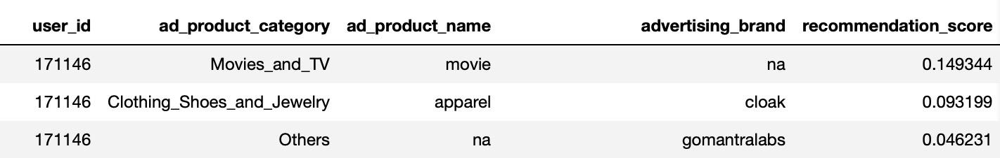 user_id ad_product_category ad_product_name advertising_brand recommendation_score
171146 Movies_and_TV movie na 0.149344
171146 Clothing_Shoes_and_Jewelry apparel cloak 0.093199
171146 Others na gomantralabs 0.046231